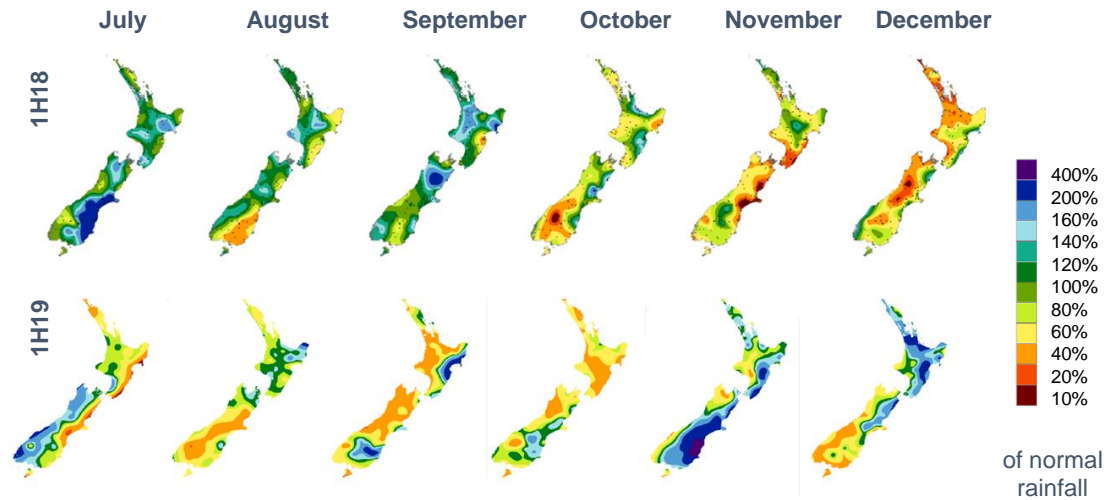 July August September October November December
1H18
1H19
400%
200%
160%
140%
120%
100%
80%
60%
40%
20%
10%
of normal
rainfall